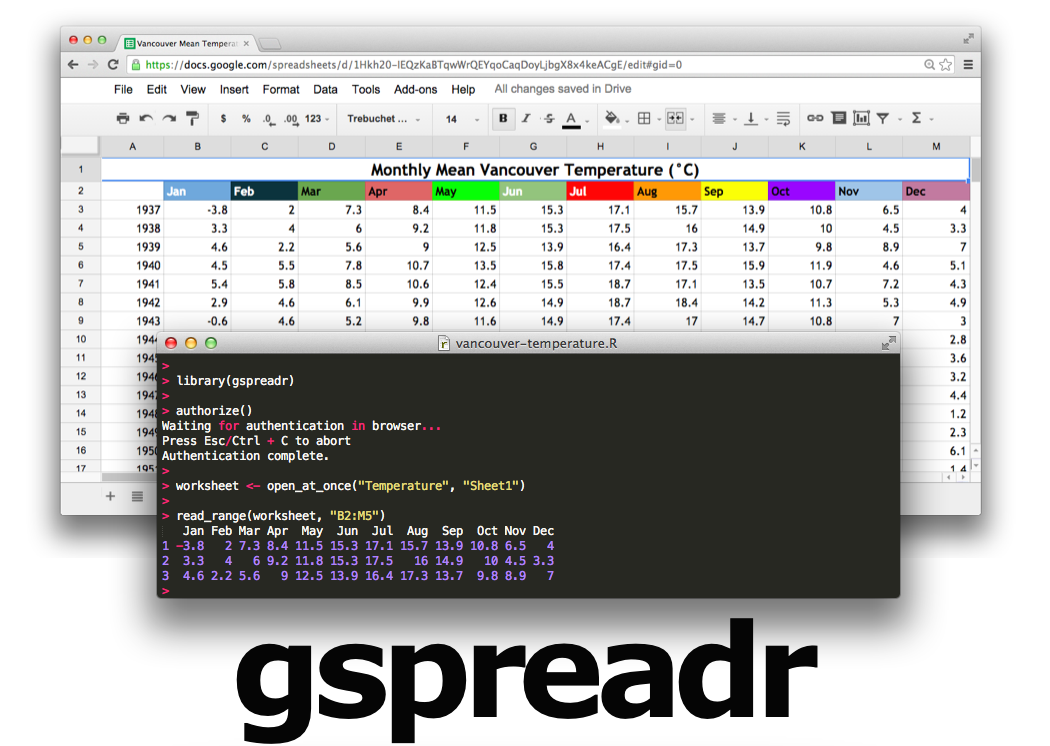 Vancouver Mean Tempera
https://docs.google.com/spreadsheets/d/1Hkh20-lEQzKaBTqwWrQEYqoCaqDoyLjbgX8x4keACgE/edit#gid=0
File Edit View Insert Format Data Tools Add-ons Help All changes saved in Drive
$ % .0 .00 123 Trebuchet ... 14 B I S A Σ
A B C D E F G H I J K L M
1 Monthly Mean Vancouver Temperature (°C)
2 Jan Feb Mar Apr May Jun Jul Aug Sep Oct Nov Dec
3 1937 -3.8 2 7.3 8.4 11.5 15.3 17.1 15.7 13.9 10.8 6.5 4
4 1938 3.3 4 6 9.2 11.8 15.3 17.5 16 14.9 10 4.5 3.3
5 1939 4.6 2.2 5.6 9 12.5 13.9 16.4 17.3 13.7 9.8 8.9 7
6 1940 4.5 5.5 7.8 10.7 13.5 15.8 17.4 17.5 15.9 11.9 4.6 5.1
7 1941 5.4 5.8 8.5 10.6 12.4 15.5 18.7 17.1 13.5 10.7 7.2 4.3
8 1942 2.9 4.6 6.1 9.9 12.6 14.9 18.7 18.4 14.2 11.3 5.3 4.9
9 1943 -0.6 4.6 5.2 9.8 11.6 14.9 17.4 17 14.7 10.8 7 3
10 194 2.8
11 194 3.6
12 194 3.2
13 194 4.4
14 194 1.2
15 194 2.3
16 195 6.1
17 195 1.4
vancouver-temperature.R
>
> library(gspreadr)
>
> authorize()
Waiting for authentication in browser...
Press Esc/Ctrl + C to abort
Authentication complete.
>
> worksheet <- open_at_once("Temperature", "Sheet1")
>
> read_range(worksheet, "B2:M5")
Jan Feb Mar Apr May Jun Jul Aug Sep Oct Nov Dec
1 -3.8 2 7.3 8.4 11.5 15.3 17.1 15.7 13.9 10.8 6.5 4
2 3.3 4 6 9.2 11.8 15.3 17.5 16 14.9 10 4.5 3.3
3 4.6 2.2 5.6 9 12.5 13.9 16.4 17.3 13.7 9.8 8.9 7
>
gspreadr